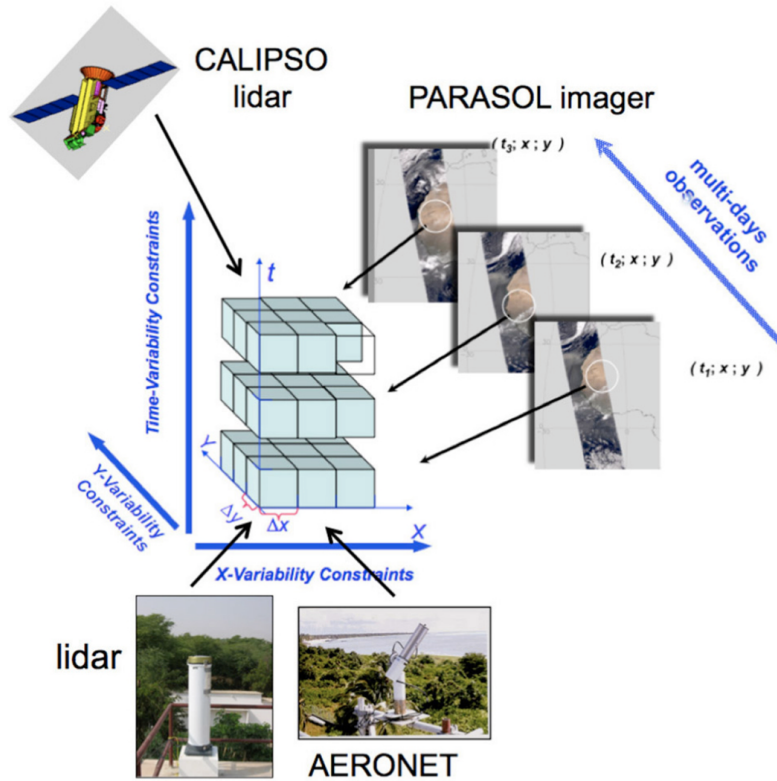 CALIPSO
lidar
PARASOL imager
( t3; x ; y )
multi-days
observations
( t2; x ; y )
( t1; x ; y )
Time-Variability Constraints
t
Y-Variability
Constraints
Y
Δy
Δx
X
X-Variability Constraints
lidar
AERONET